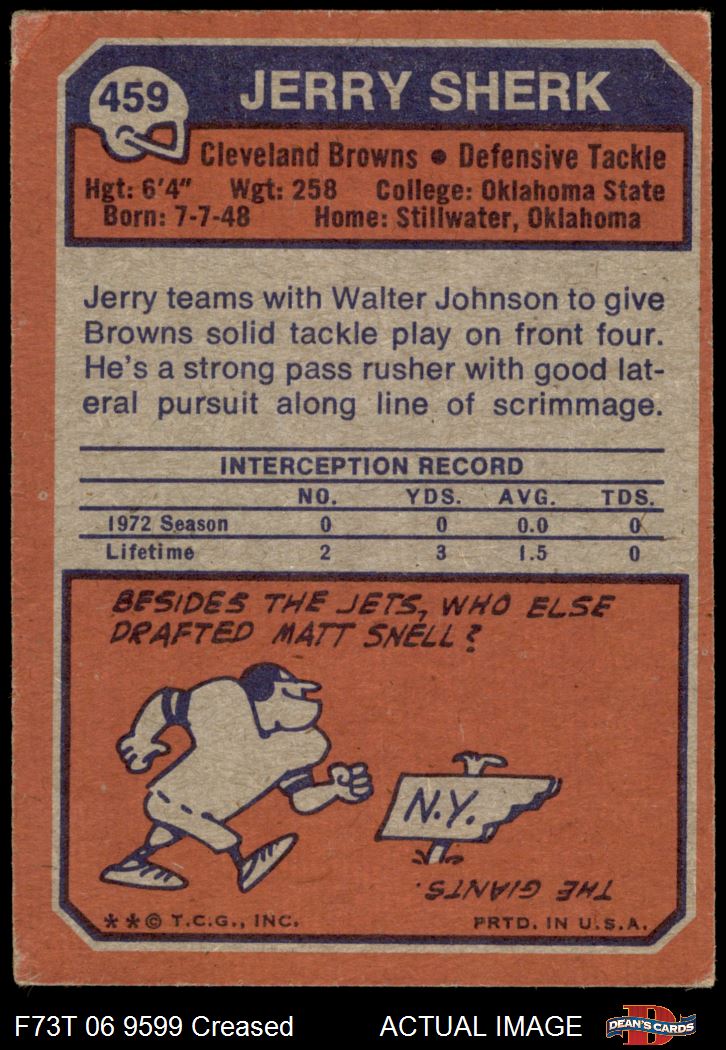 459
JERRY SHERK
Cleveland Browns • Defensive Tackle
Hgt: 6'4" Wgt: 258 College: Oklahoma State
Born: 7-7-48 Home: Stillwater, Oklahoma
Jerry teams with Walter Johnson to give
Browns solid tackle play on front four.
He's a strong pass rusher with good lat-
eral pursuit along line of scrimmage.
INTERCEPTION RECORD
NO. YDS. AVG. TDS.
1972 Season 0 0 0.0 0
Lifetime 2 3 1.5 0
BESIDES THE JETS, WHO ELSE
DRAFTED MATT SNELL?
N.Y.
THE GIANTS.
* * © T.C.G., INC. PRTD. IN U.S.A.
F73T 06 9599 Creased ACTUAL IMAGE
D
DEAN'S CARDS